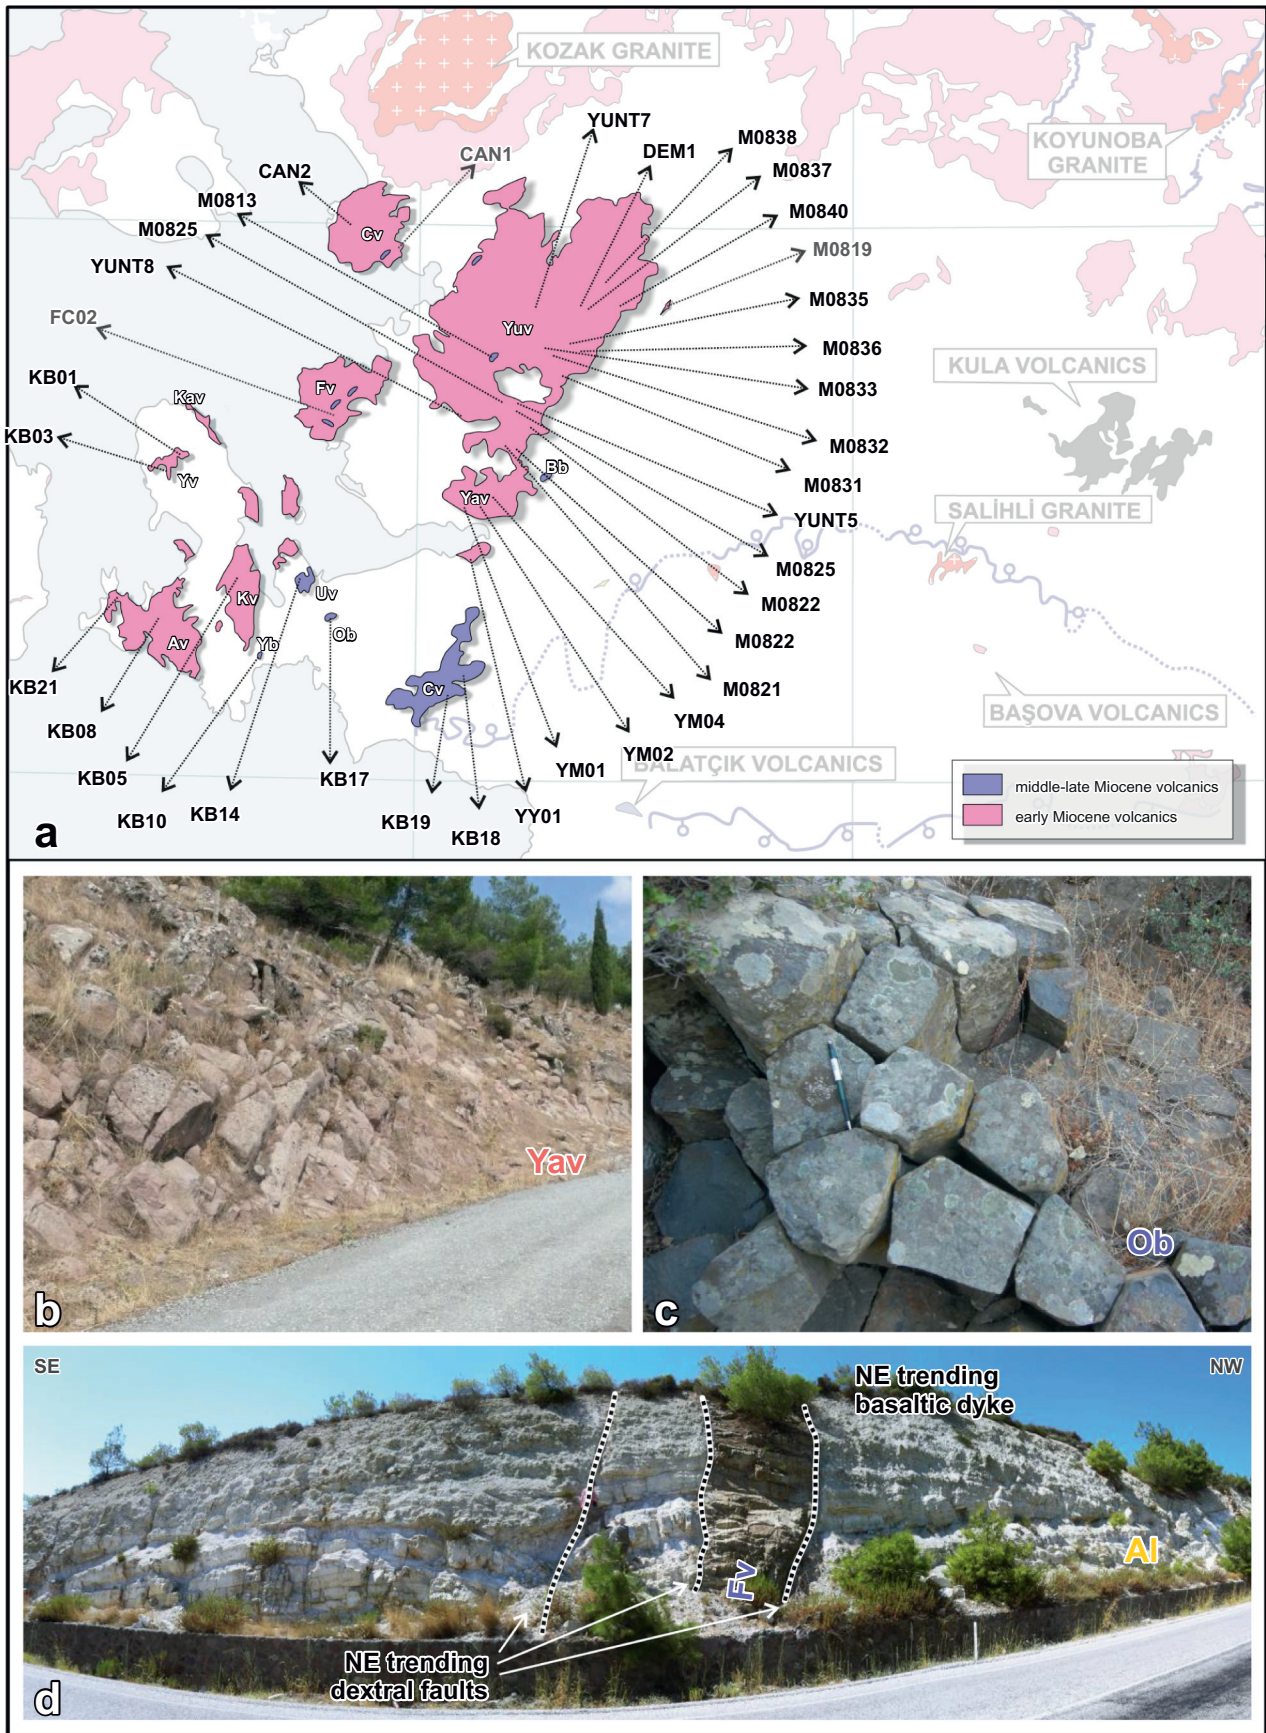 KOZAK GRANITE
YUNT7
M0838
CAN1
DEM1
KOYUNOBA
GRANITE
CAN2
M0837
M0813
M0840
M0825
Cv
M0819
YUNT8
M0835
FC02
Yuv
M0836
KULA VOLCANICS
KB01
Fv
M0833
Kav
KB03
M0832
Yv
Bb
M0831
Yav
SALİHLİ GRANITE
YUNT5
M0825
Uv
M0822
Kv
Ob
Av
Yb
M0822
KB21
Cv
M0821
BAŞOVA VOLCANICS
KB08
YM04
YM02
KB05
KB17
YM01
BALATÇIK VOLCANICS
KB10
KB14
KB19
YY01
KB18
middle-late Miocene volcanics
early Miocene volcanics
a
Yav
b
Ob
c
SE
NW
NE trending
basaltic dyke
Al
Fv
NE trending
dextral faults
d